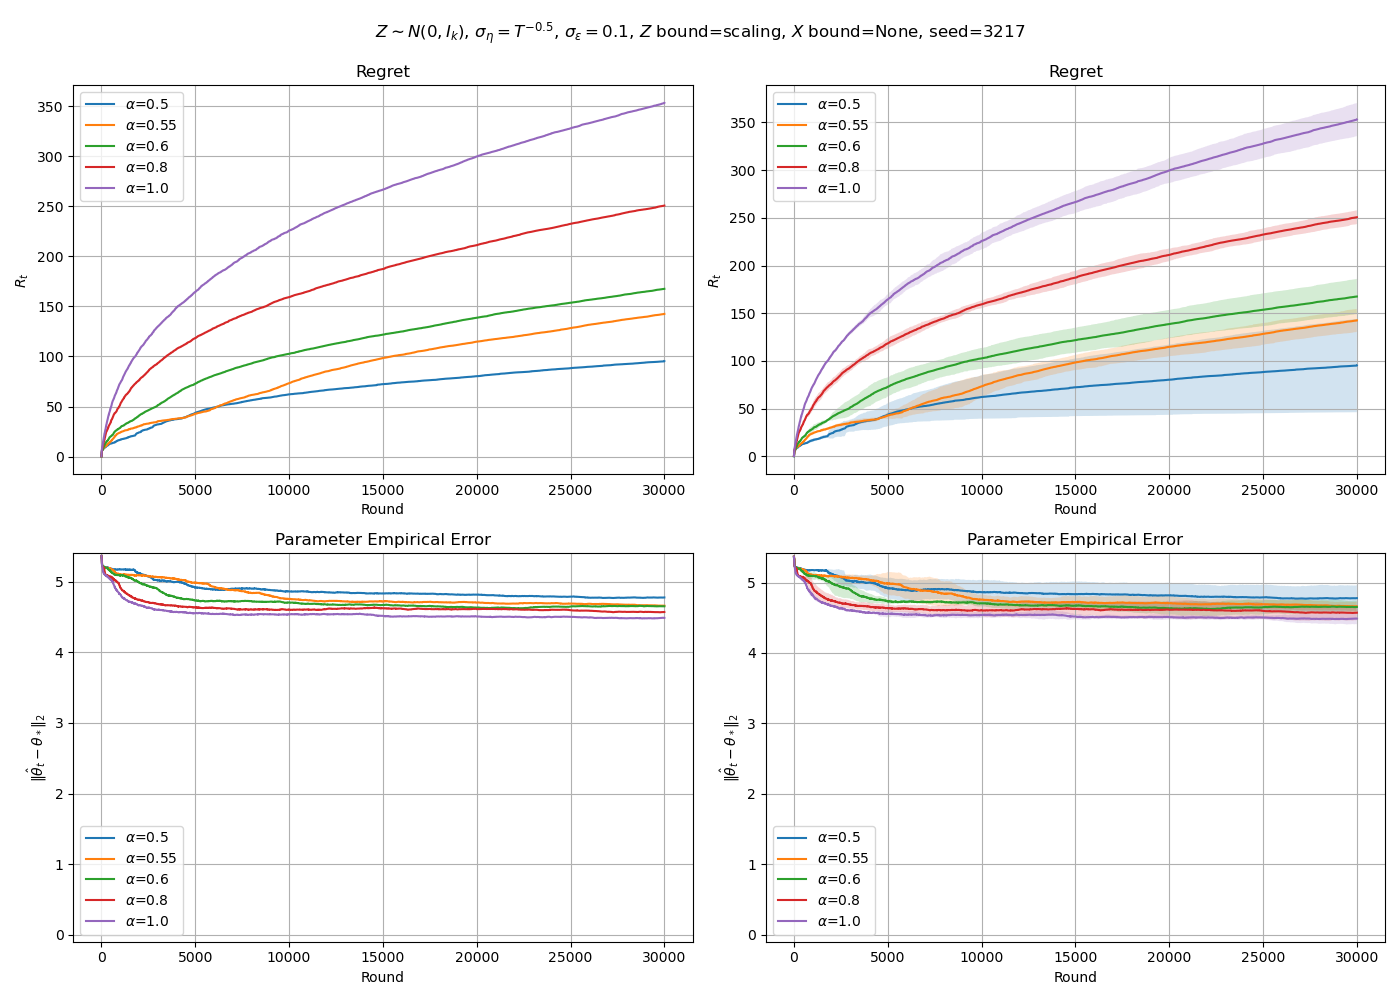 Z ∼ N(0, I_k), σ_η = T^{−0.5}, σ_ε = 0.1, Z bound=scaling, X bound=None, seed=3217
Regret
R_t
350
300
250
200
150
100
50
0
α=0.5
α=0.55
α=0.6
α=0.8
α=1.0
0 5000 10000 15000 20000 25000 30000
Round
Regret
R_t
350
300
250
200
150
100
50
0
α=0.5
α=0.55
α=0.6
α=0.8
α=1.0
0 5000 10000 15000 20000 25000 30000
Round
Parameter Empirical Error
‖θ̂_t − θ_*‖_2
5
4
3
2
1
0
α=0.5
α=0.55
α=0.6
α=0.8
α=1.0
0 5000 10000 15000 20000 25000 30000
Round
Parameter Empirical Error
‖θ̂_t − θ_*‖_2
5
4
3
2
1
0
α=0.5
α=0.55
α=0.6
α=0.8
α=1.0
0 5000 10000 15000 20000 25000 30000
Round